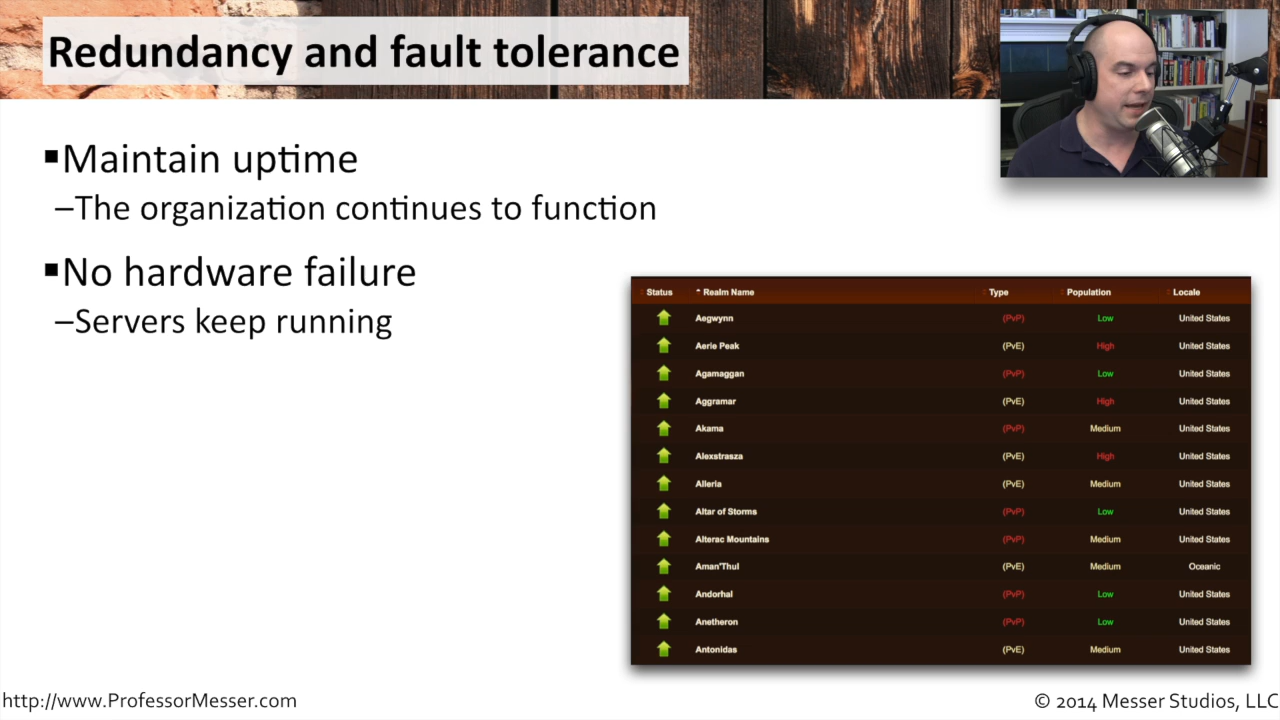 Redundancy and fault tolerance
▪Maintain uptime
–The organization continues to function
▪No hardware failure
–Servers keep running
Status Realm Name Type Population Locale
Aegwynn (PvP) Low United States
Aerie Peak (PvE) High United States
Agamaggan (PvP) Low United States
Aggramar (PvE) High United States
Akama (PvP) Medium United States
Alexstrasza (PvE) High United States
Alleria (PvE) Medium United States
Altar of Storms (PvP) Low United States
Alterac Mountains (PvP) Medium United States
Aman'Thul (PvE) Medium Oceanic
Andorhal (PvP) Low United States
Anetheron (PvP) Low United States
Antonidas (PvE) Medium United States
http://www.ProfessorMesser.com
© 2014 Messer Studios, LLC